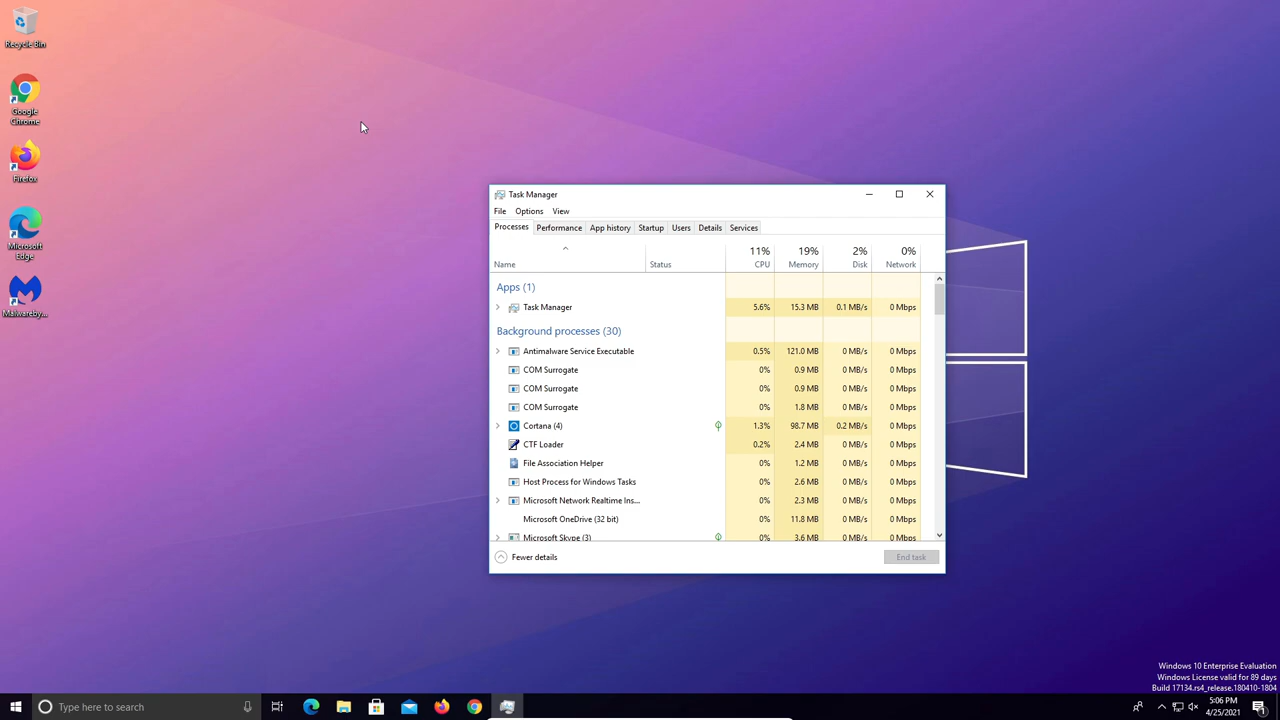 Recycle Bin
Google
Chrome
Firefox
Microsoft
Edge
Malwareby...
Task Manager
File Options View
Processes Performance App history Startup Users Details Services
11% 19% 2% 0%
Name Status CPU Memory Disk Network
Apps (1)
Task Manager 5.6% 15.3 MB 0.1 MB/s 0 Mbps
Background processes (30)
Antimalware Service Executable 0.5% 121.0 MB 0 MB/s 0 Mbps
COM Surrogate 0% 0.9 MB 0 MB/s 0 Mbps
COM Surrogate 0% 0.9 MB 0 MB/s 0 Mbps
COM Surrogate 0% 1.8 MB 0 MB/s 0 Mbps
Cortana (4) 1.3% 98.7 MB 0.2 MB/s 0 Mbps
CTF Loader 0.2% 2.4 MB 0 MB/s 0 Mbps
File Association Helper 0% 1.2 MB 0 MB/s 0 Mbps
Host Process for Windows Tasks 0% 2.6 MB 0 MB/s 0 Mbps
Microsoft Network Realtime Ins... 0% 2.3 MB 0 MB/s 0 Mbps
Microsoft OneDrive (32 bit) 0% 11.8 MB 0 MB/s 0 Mbps
Microsoft Skype (3) 0% 3.6 MB 0 MB/s 0 Mbps
Fewer details End task
Windows 10 Enterprise Evaluation
Windows License valid for 89 days
Build 17134.rs4_release.180410-1804
Type here to search
5:06 PM
4/25/2021
1